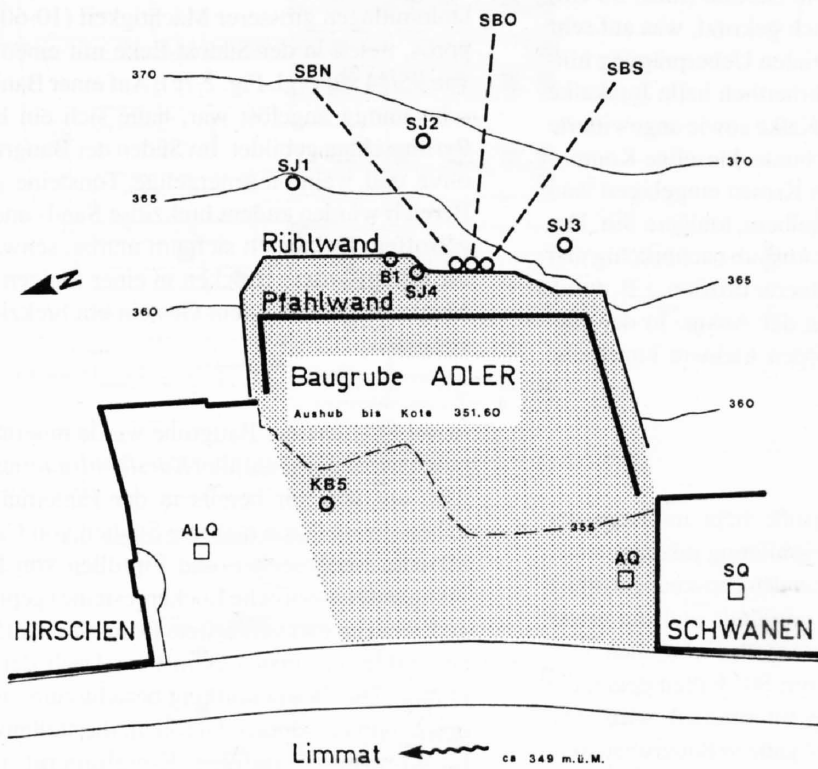 SBO
SBN
SBS
370
SJ2
370
SJ1
365
SJ3
Rühlwand
B1
SJ4
365
N
360
Pfahlwand
Baugrube ADLER
Aushub bis Kote 351.60
360
KB5
355
ALQ
AQ
SQ
HIRSCHEN
SCHWANEN
Limmat
ca 349 m.ü.M.